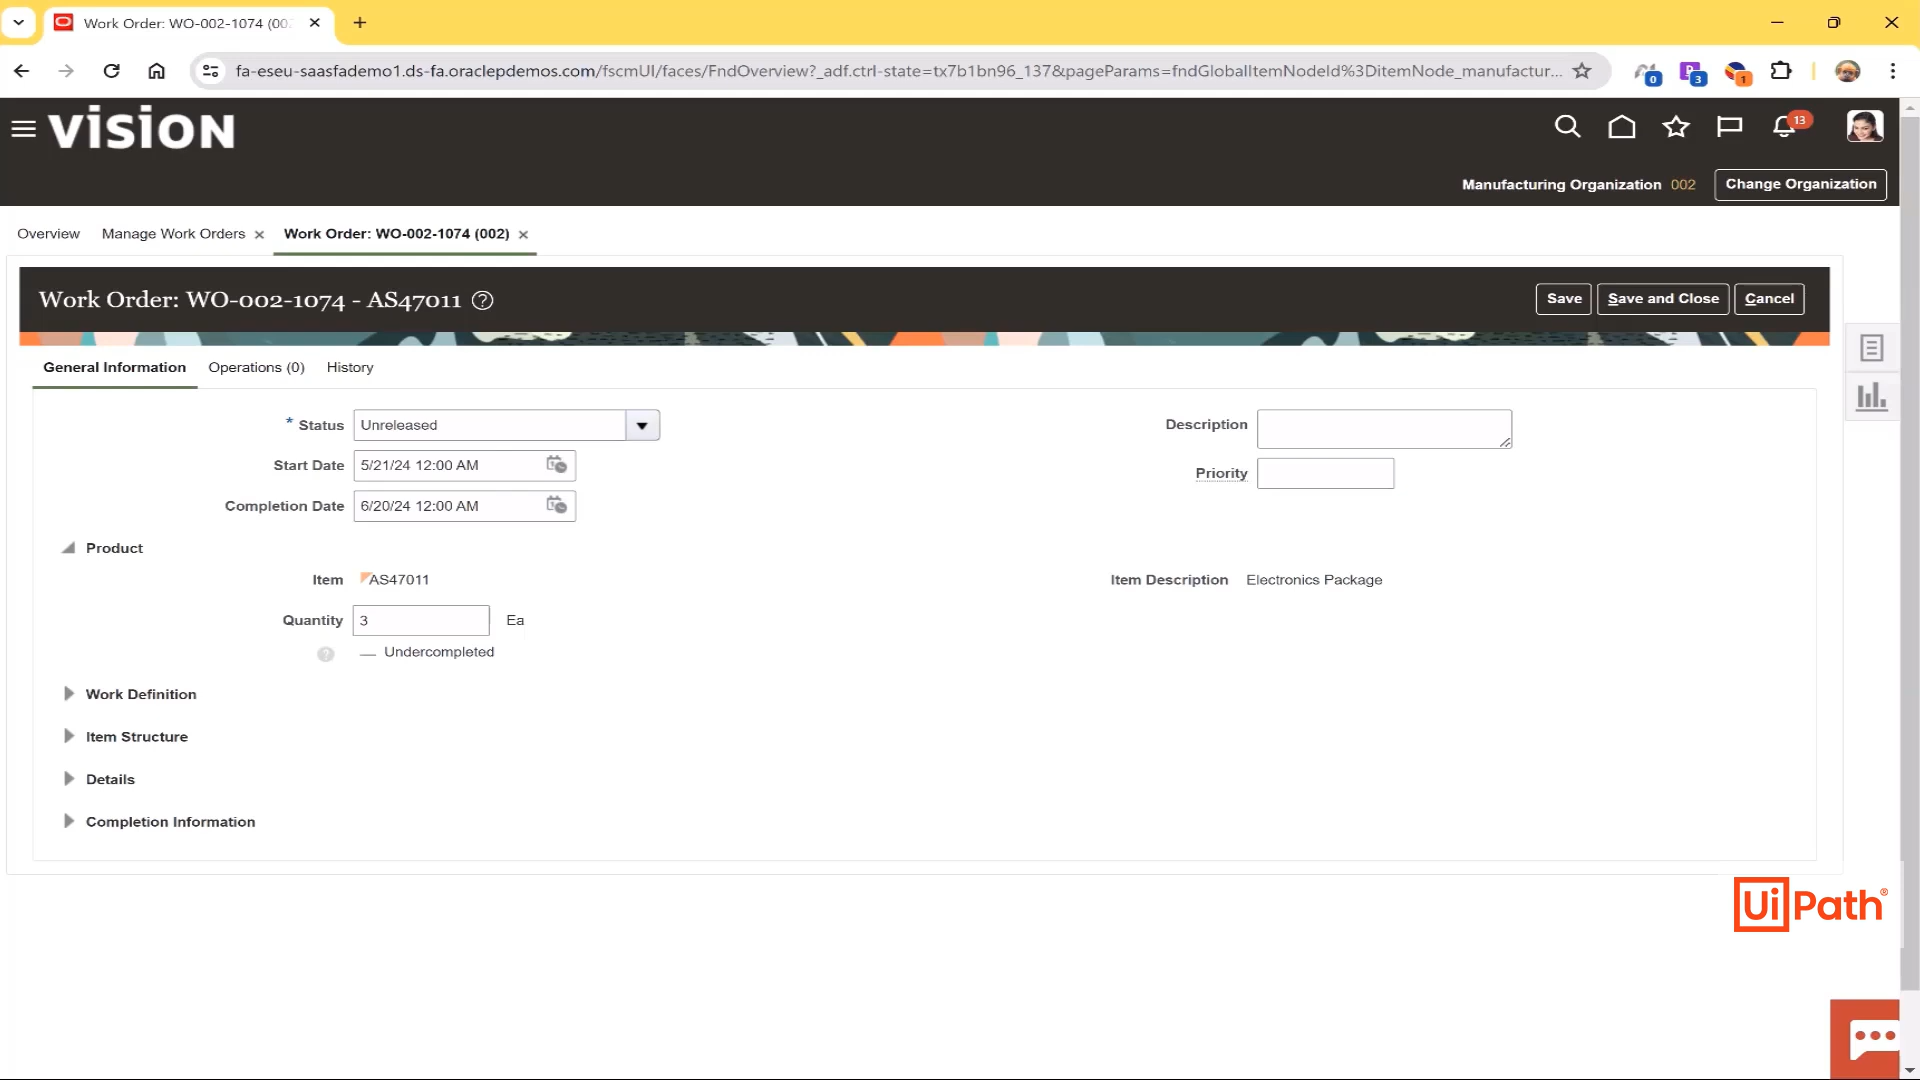 Work Order: WO-002-1074 (002
fa-eseu-saasfademo1.ds-fa.oraclepdemos.com/fscmUI/faces/FndOverview?_adf.ctrl-state=tx7b1bn96_137&pageParams=fndGlobalItemNodeId%3DitemNode_manufactur...
0
3
1
VISION
13
Manufacturing Organization 002 Change Organization
Overview Manage Work Orders Work Order: WO-002-1074 (002)
Work Order: WO-002-1074 - AS47011 ?
Save Save and Close Cancel
General Information Operations (0) History
* Status Unreleased
Description
Start Date 5/21/24 12:00 AM
Priority
Completion Date 6/20/24 12:00 AM
Product
Item AS47011
Item Description Electronics Package
Quantity 3 Ea
? — Undercompleted
Work Definition
Item Structure
Details
Completion Information
UiPath®